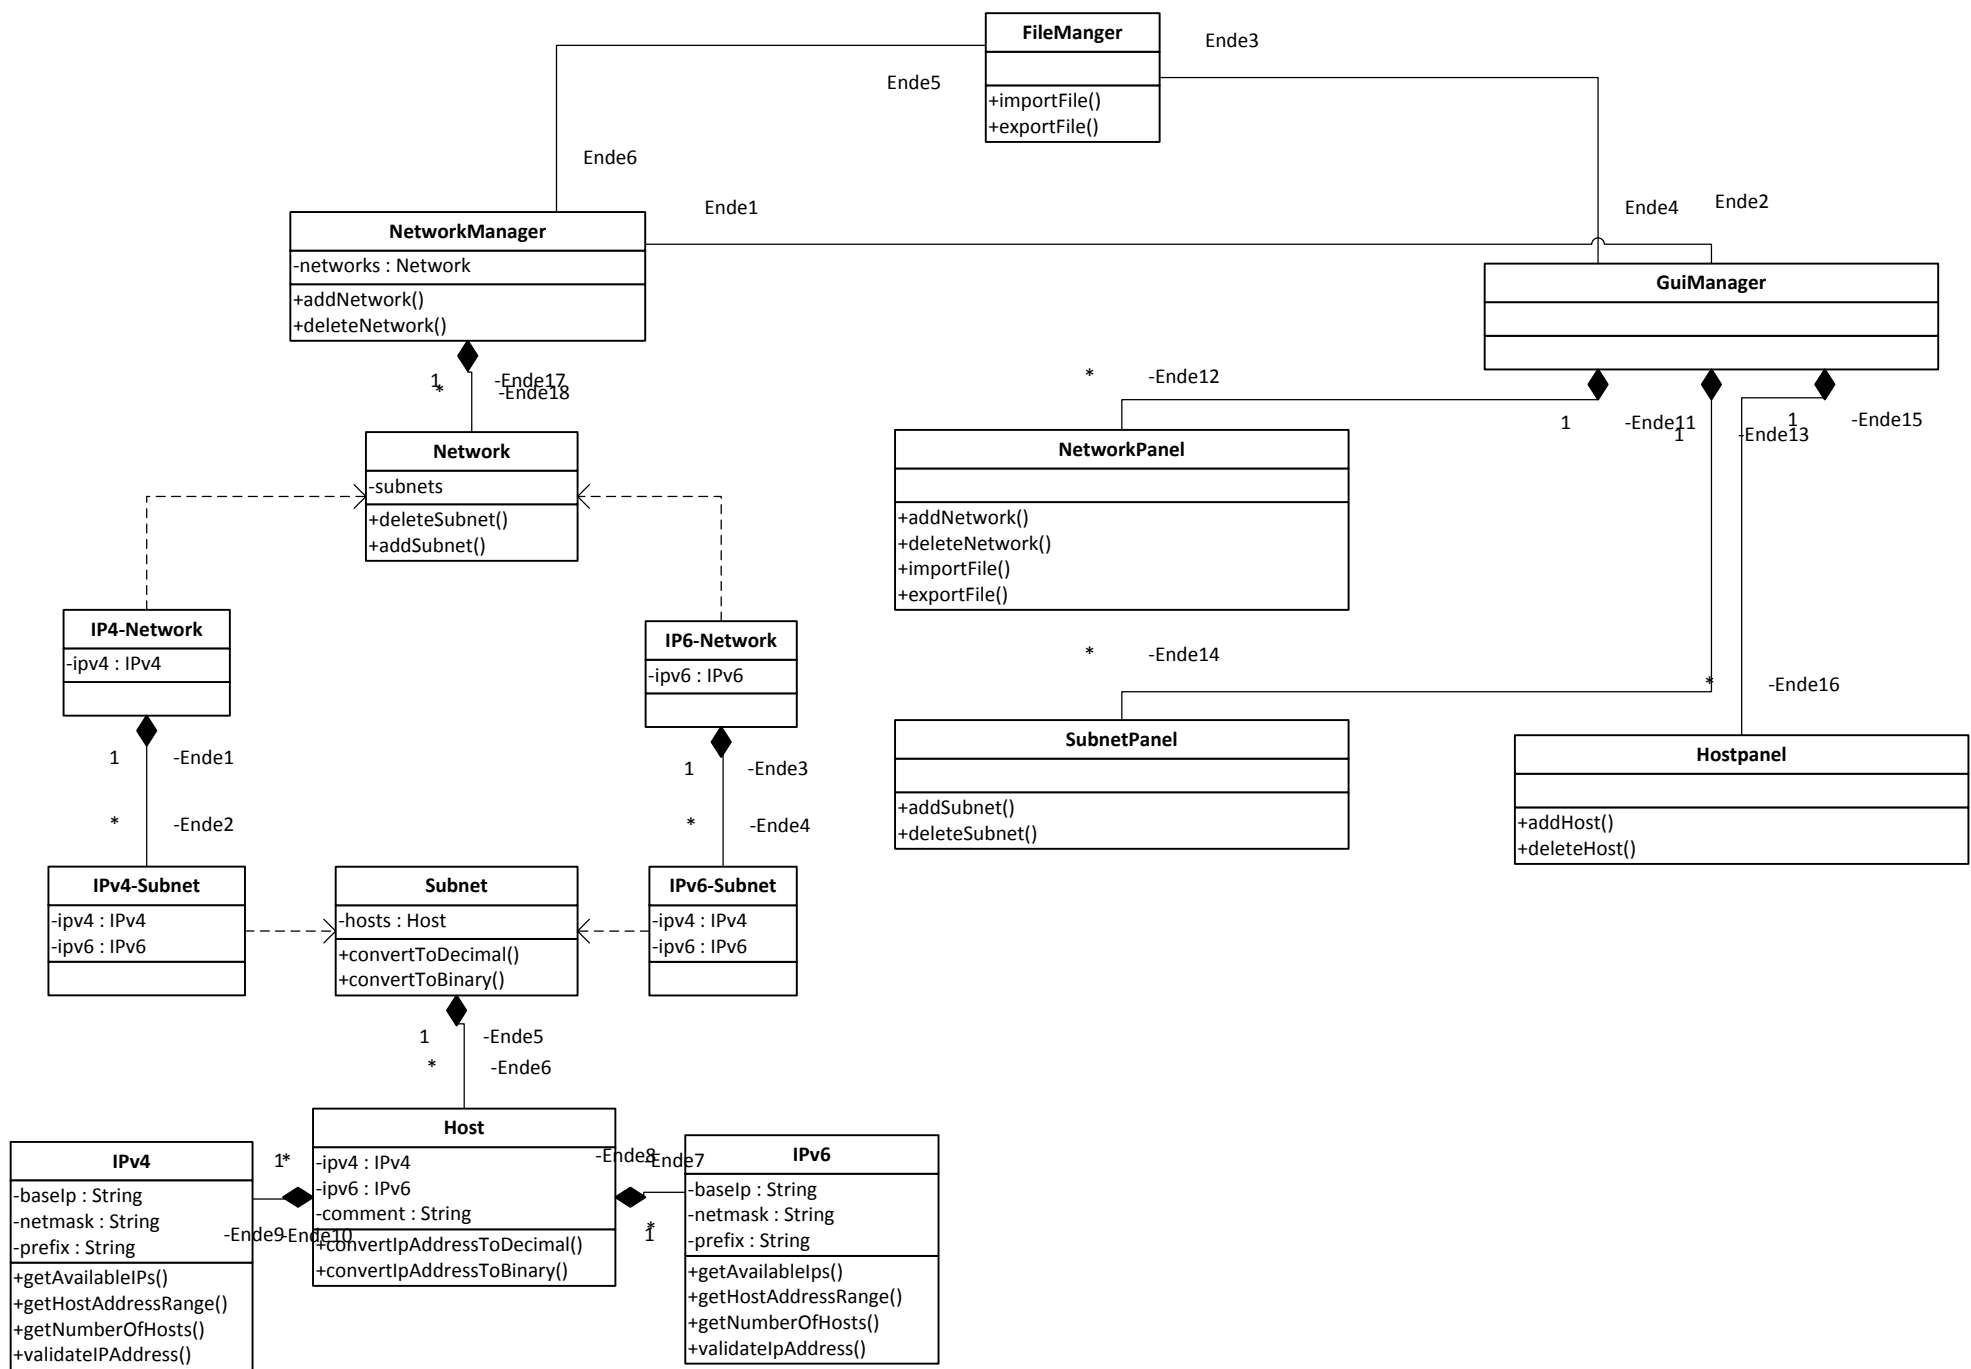 FileManger
+importFile()
+exportFile()
Ende3
Ende5
Ende6
Ende1
Ende4
Ende2
NetworkManager
-networks : Network
+addNetwork()
+deleteNetwork()
GuiManager
1
-Ende17
*
-Ende18
*
-Ende12
1
-Ende11
1
-Ende13
1
-Ende15
Network
-subnets
+deleteSubnet()
+addSubnet()
NetworkPanel
+addNetwork()
+deleteNetwork()
+importFile()
+exportFile()
IP4-Network
-ipv4 : IPv4
IP6-Network
-ipv6 : IPv6
*
-Ende14
*
-Ende16
1
-Ende1
*
-Ende2
1
-Ende3
*
-Ende4
SubnetPanel
+addSubnet()
+deleteSubnet()
Hostpanel
+addHost()
+deleteHost()
IPv4-Subnet
-ipv4 : IPv4
-ipv6 : IPv6
Subnet
-hosts : Host
+convertToDecimal()
+convertToBinary()
IPv6-Subnet
-ipv4 : IPv4
-ipv6 : IPv6
1
-Ende5
*
-Ende6
IPv4
-baseIp : String
-netmask : String
-prefix : String
+getAvailableIPs()
+getHostAddressRange()
+getNumberOfHosts()
+validateIPAddress()
1
*
-Ende9
-Ende10
Host
-ipv4 : IPv4
-ipv6 : IPv6
-comment : String
+convertIpAddressToDecimal()
+convertIpAddressToBinary()
-Ende8
-Ende7
*
1
IPv6
-baseIp : String
-netmask : String
-prefix : String
+getAvailableIps()
+getHostAddressRange()
+getNumberOfHosts()
+validateIpAddress()